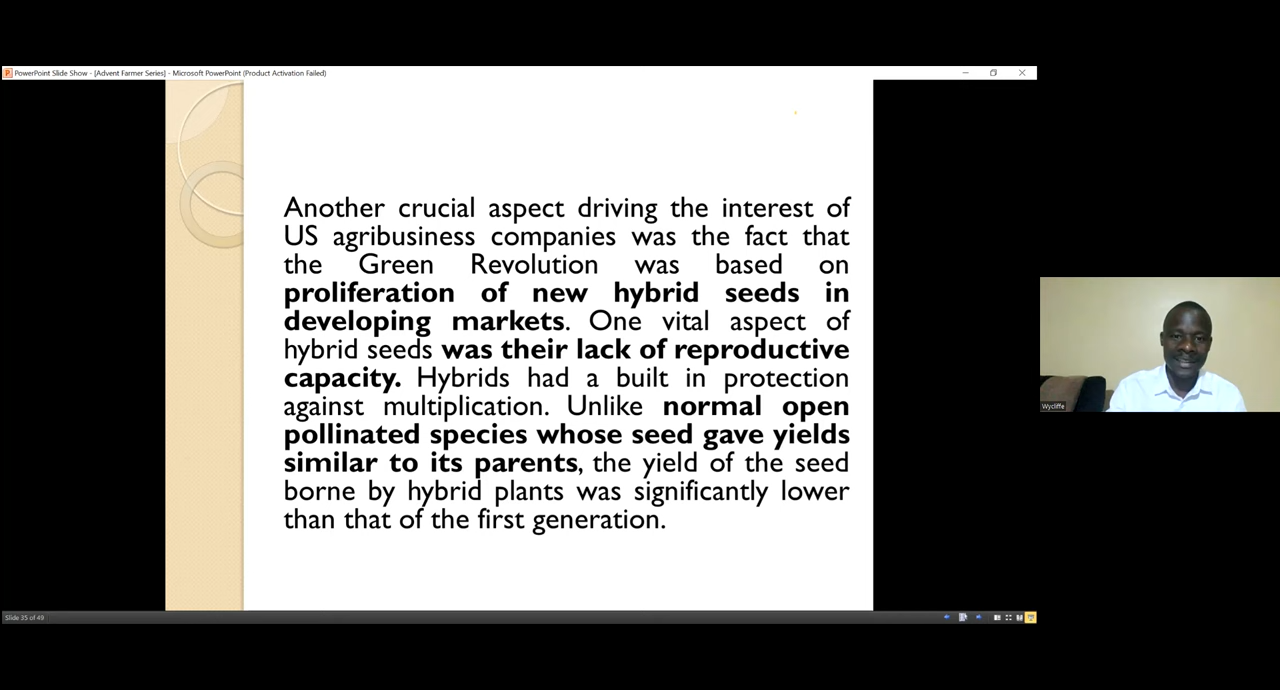 PowerPoint Slide Show - [Advent Farmer Series] - Microsoft PowerPoint (Product Activation Failed)
Another crucial aspect driving the interest of
US agribusiness companies was the fact that
the Green Revolution was based on
proliferation of new hybrid seeds in
developing markets. One vital aspect of
hybrid seeds was their lack of reproductive
capacity. Hybrids had a built in protection
against multiplication. Unlike normal open
pollinated species whose seed gave yields
similar to its parents, the yield of the seed
borne by hybrid plants was significantly lower
than that of the first generation.
Wycliffe
Slide 35 of 49